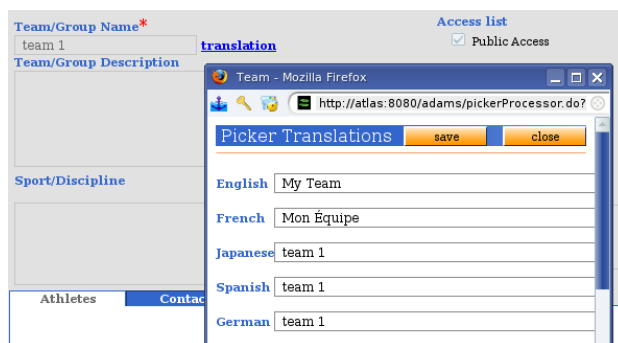 Team/Group Name*
Access list
team 1
translation
Public Access
Team/Group Description
Team - Mozilla Firefox
http://atlas:8080/adams/pickerProcessor.do?
Picker Translations
save
close
Sport/Discipline
English
My Team
French
Mon Équipe
Japanese
team 1
Spanish
team 1
Athletes
Contac
German
team 1